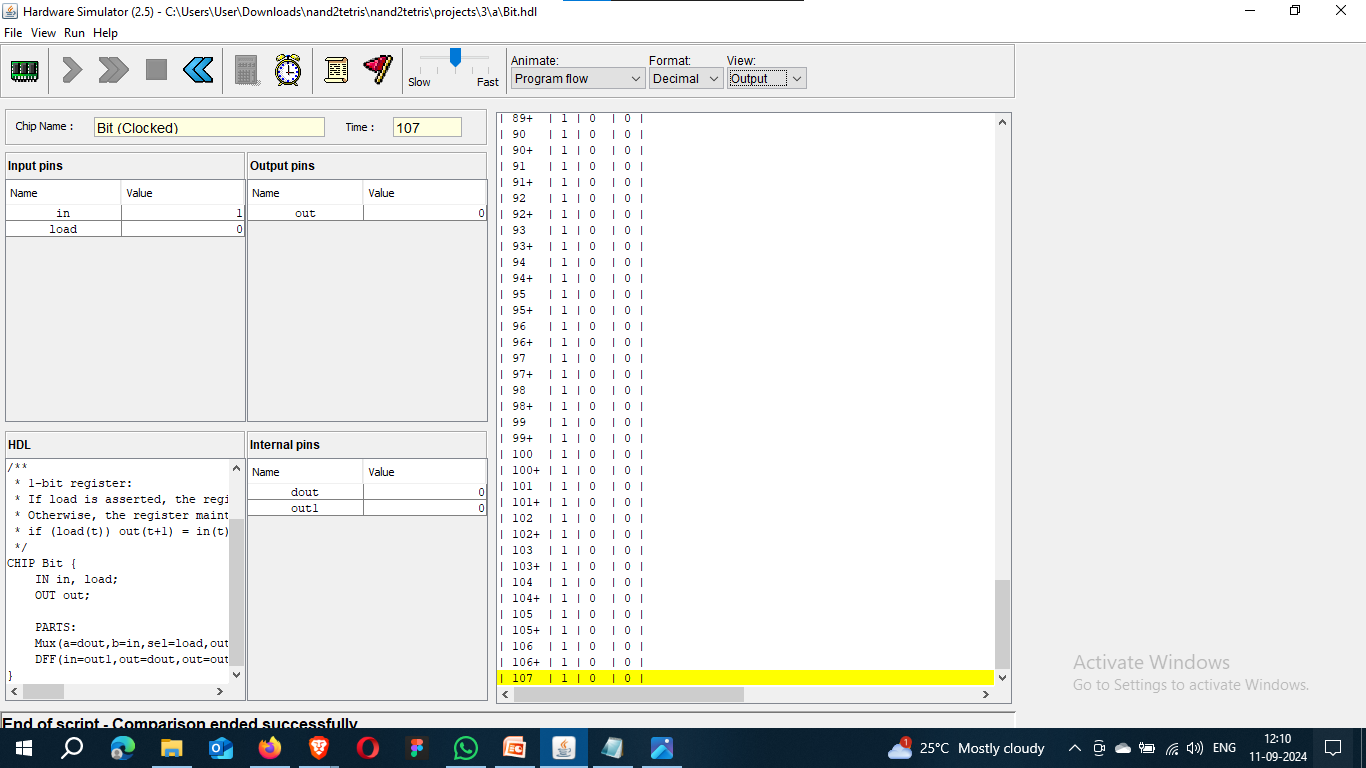 Hardware Simulator (2.5) - C:\Users\User\Downloads\nand2tetris\nand2tetris\projects\3\a\Bit.hdl
File View Run Help
Slow Fast
Animate: Format: View:
Program flow Decimal Output
Chip Name : Bit (Clocked) Time : 107
Input pins
Name Value
in 1
load 0
Output pins
Name Value
out 0
HDL
/**
* 1-bit register:
* If load is asserted, the regi
* Otherwise, the register maint
* if (load(t)) out(t+1) = in(t)
*/
CHIP Bit {
IN in, load;
OUT out;
PARTS:
Mux(a=dout,b=in,sel=load,out
DFF(in=out1,out=dout,out=out
}
Internal pins
Name Value
dout 0
out1 0
| 89+ | 1 | 0 | 0 |
| 90 | 1 | 0 | 0 |
| 90+ | 1 | 0 | 0 |
| 91 | 1 | 0 | 0 |
| 91+ | 1 | 0 | 0 |
| 92 | 1 | 0 | 0 |
| 92+ | 1 | 0 | 0 |
| 93 | 1 | 0 | 0 |
| 93+ | 1 | 0 | 0 |
| 94 | 1 | 0 | 0 |
| 94+ | 1 | 0 | 0 |
| 95 | 1 | 0 | 0 |
| 95+ | 1 | 0 | 0 |
| 96 | 1 | 0 | 0 |
| 96+ | 1 | 0 | 0 |
| 97 | 1 | 0 | 0 |
| 97+ | 1 | 0 | 0 |
| 98 | 1 | 0 | 0 |
| 98+ | 1 | 0 | 0 |
| 99 | 1 | 0 | 0 |
| 99+ | 1 | 0 | 0 |
| 100 | 1 | 0 | 0 |
| 100+ | 1 | 0 | 0 |
| 101 | 1 | 0 | 0 |
| 101+ | 1 | 0 | 0 |
| 102 | 1 | 0 | 0 |
| 102+ | 1 | 0 | 0 |
| 103 | 1 | 0 | 0 |
| 103+ | 1 | 0 | 0 |
| 104 | 1 | 0 | 0 |
| 104+ | 1 | 0 | 0 |
| 105 | 1 | 0 | 0 |
| 105+ | 1 | 0 | 0 |
| 106 | 1 | 0 | 0 |
| 106+ | 1 | 0 | 0 |
| 107 | 1 | 0 | 0 |
Activate Windows
Go to Settings to activate Windows.
End of script - Comparison ended successfully
1 25°C Mostly cloudy ENG 12:10
11-09-2024